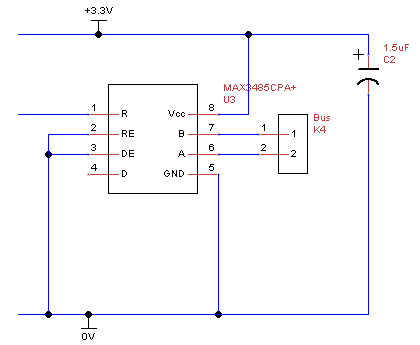 +3.3V
1.5uF
C2
+
MAX3485CPA+
U3
1 R Vcc 8
2 RE B 7
3 DE A 6
4 D GND 5
Bus
K4
1 1
2 2
0V